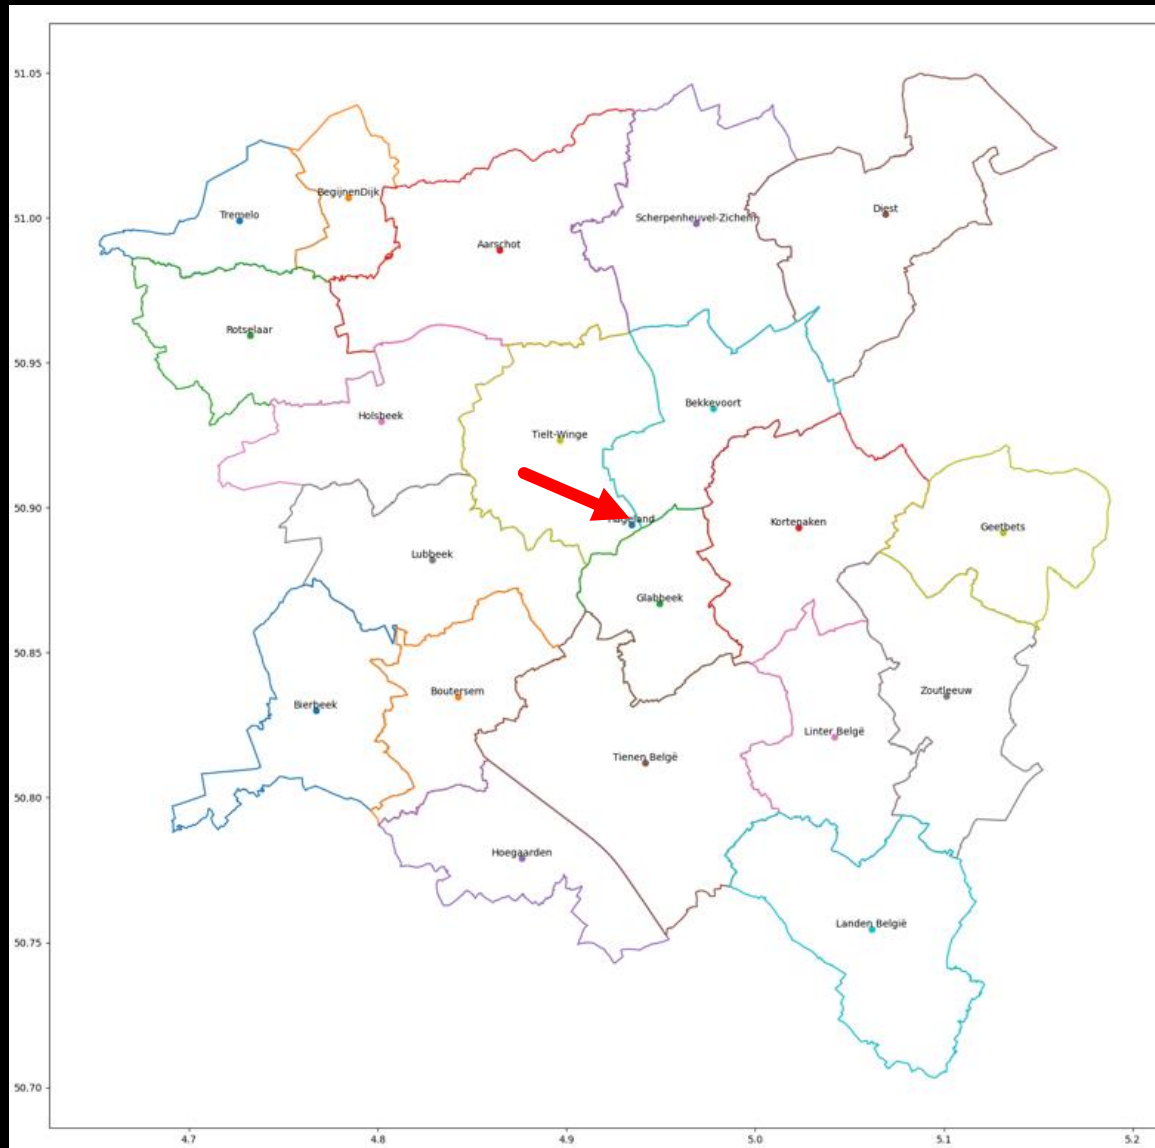 51.05
BegijnenDijk
51.00
Tremelo
Scherpenheuvel-Zichem
Diest
Aarschot
Rotselaar
50.95
Holsbeek
Bekkevoort
Tielt-Winge
50.90
Hageland
Kortenaken
Geetbets
Lubbeek
Glabbeek
50.85
Bierbeek
Boutersem
Zoutleeuw
Linter België
Tienen België
50.80
Hoegaarden
50.75
Landen België
50.70
4.7
4.8
4.9
5.0
5.1
5.2